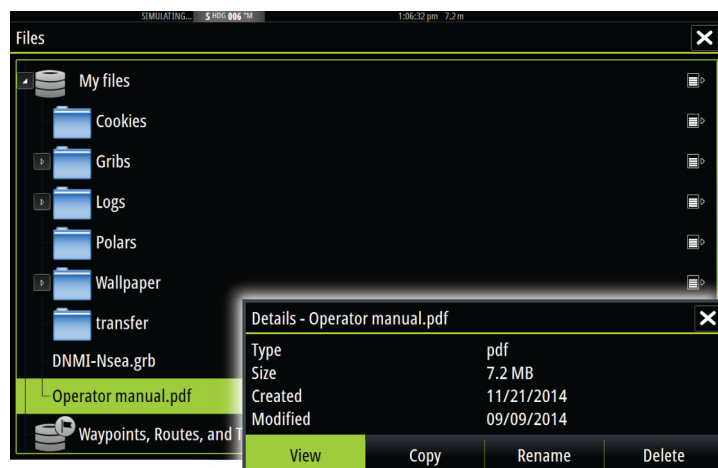 SIMULATING... S HDG 006 °M 1:06:32 pm 7.2 m
Files
My files
Cookies
Gribs
Logs
Polars
Wallpaper
transfer
DNMI-Nsea.grb
Operator manual.pdf
Waypoints, Routes, and T
Details - Operator manual.pdf
Type pdf
Size 7.2 MB
Created 11/21/2014
Modified 09/09/2014
View Copy Rename Delete